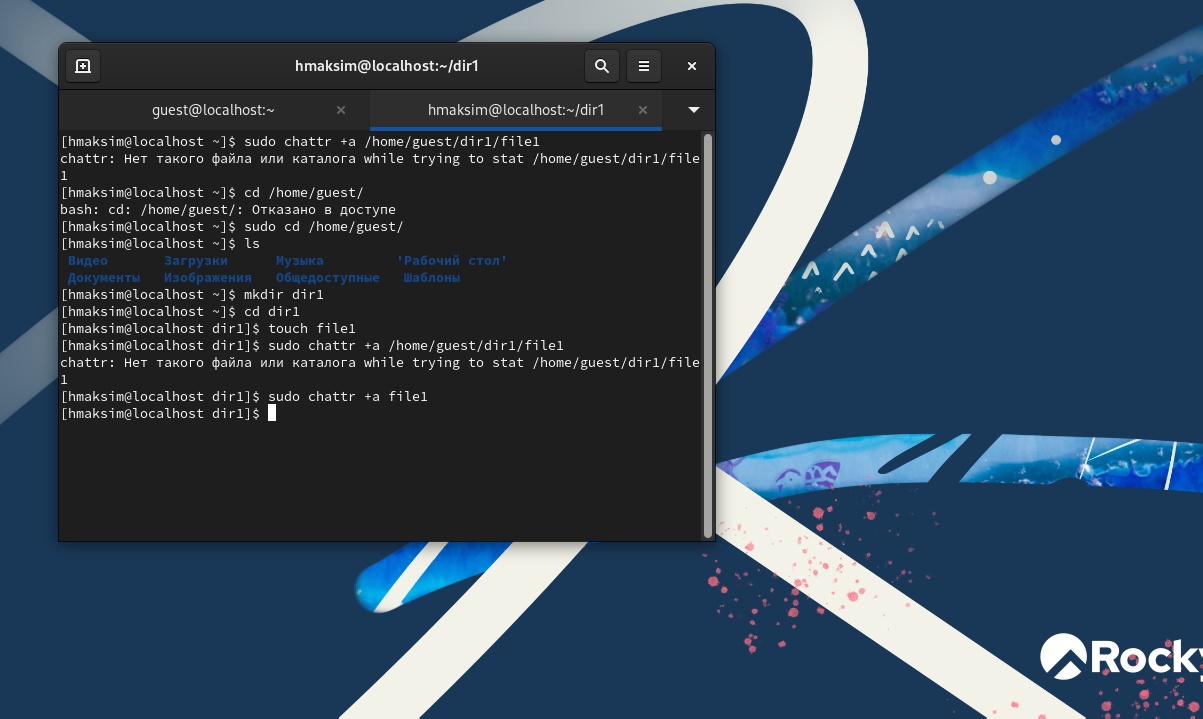 hmaksim@localhost:~/dir1
guest@localhost:~
hmaksim@localhost:~/dir1
[hmaksim@localhost ~]$ sudo chattr +a /home/guest/dir1/file1
chattr: Нет такого файла или каталога while trying to stat /home/guest/dir1/file
1
[hmaksim@localhost ~]$ cd /home/guest/
bash: cd: /home/guest/: Отказано в доступе
[hmaksim@localhost ~]$ sudo cd /home/guest/
[hmaksim@localhost ~]$ ls
Видео Загрузки Музыка 'Рабочий стол'
Документы Изображения Общедоступные Шаблоны
[hmaksim@localhost ~]$ mkdir dir1
[hmaksim@localhost ~]$ cd dir1
[hmaksim@localhost dir1]$ touch file1
[hmaksim@localhost dir1]$ sudo chattr +a /home/guest/dir1/file1
chattr: Нет такого файла или каталога while trying to stat /home/guest/dir1/file
1
[hmaksim@localhost dir1]$ sudo chattr +a file1
[hmaksim@localhost dir1]$
Rocky